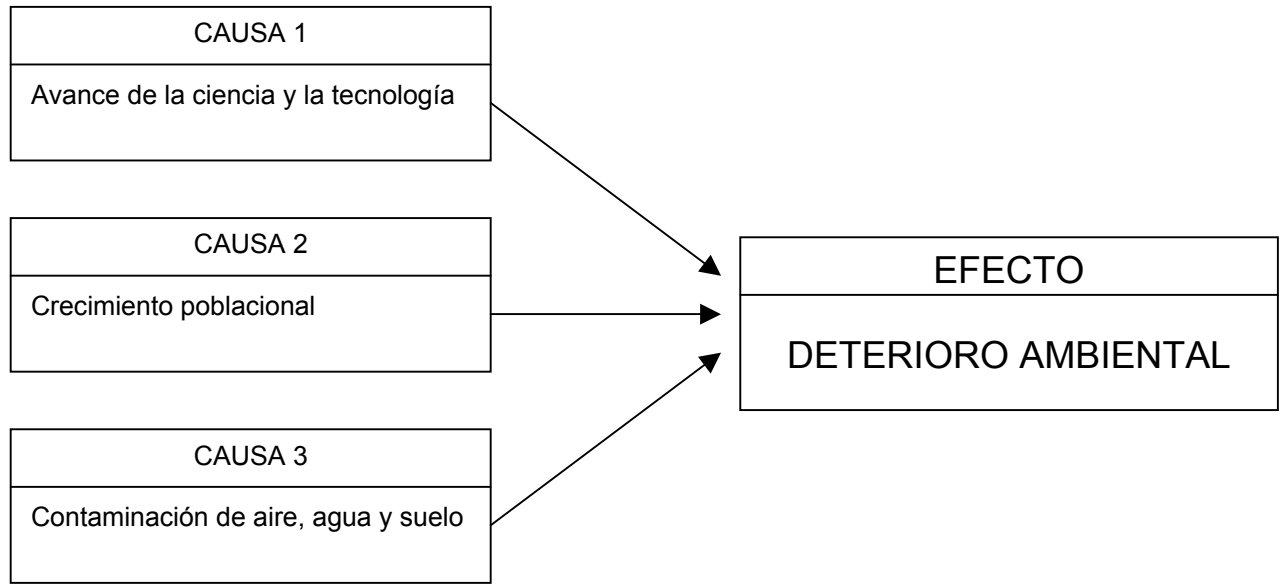 CAUSA 1
Avance de la ciencia y la tecnología
CAUSA 2
Crecimiento poblacional
CAUSA 3
Contaminación de aire, agua y suelo
EFECTO
DETERIORO AMBIENTAL